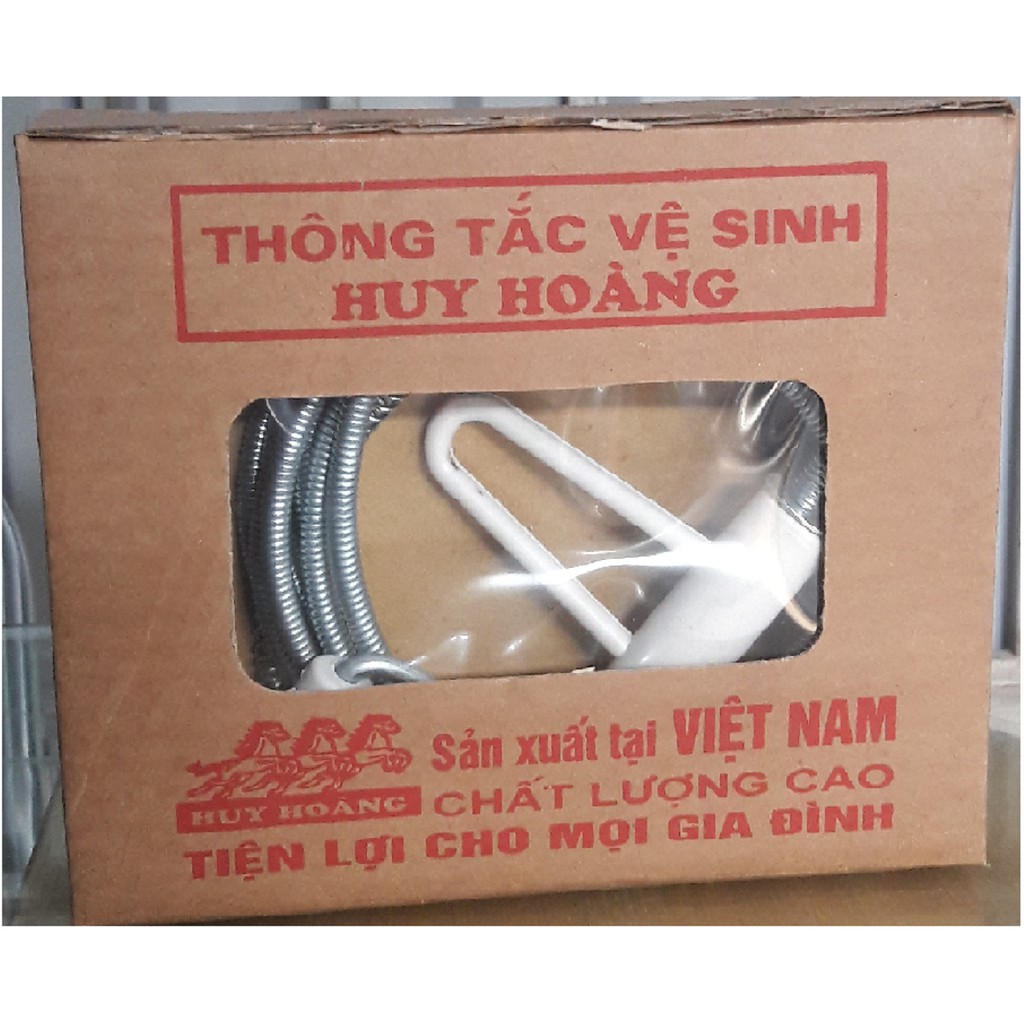 THÔNG TẮC VỆ SINH
HUY HOÀNG
Sản xuất tại VIỆT NAM
HUY HOÀNG
CHẤT LƯỢNG CAO
TIỆN LỢI CHO MỌI GIA ĐÌNH